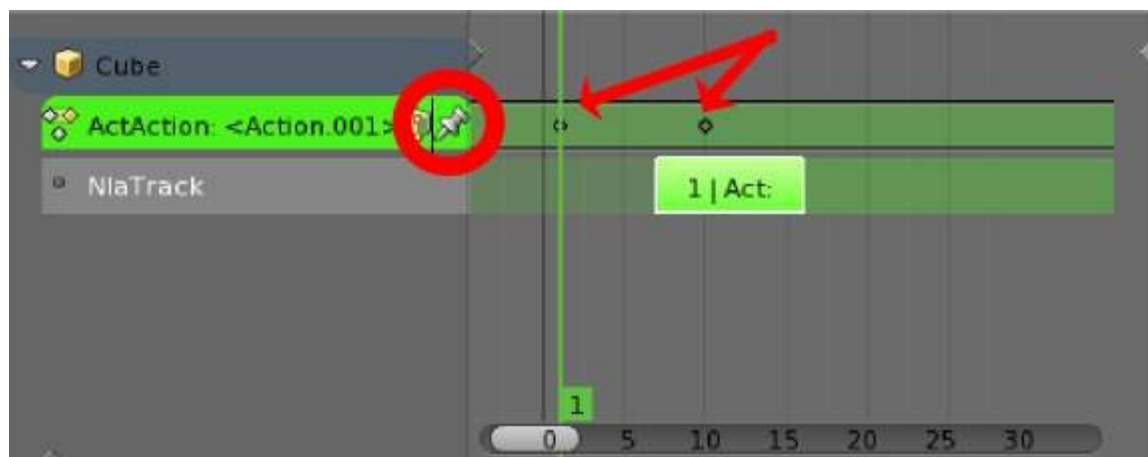 Cube
ActAction: <Action.001>
NlaTrack
1 | Act:
1
0 5 10 15 20 25 30